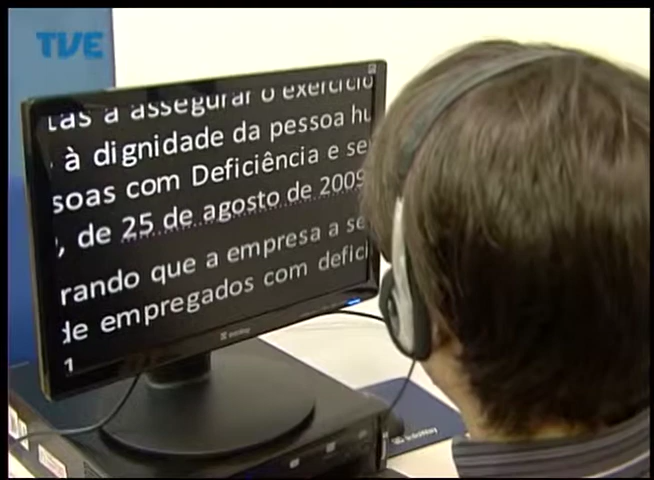 TVE
tas a assegurar o exercício
à dignidade da pessoa hu
soas com Deficiência e se
, de 25 de agosto de 2009
rando que a empresa a se
de empregados com defici
1